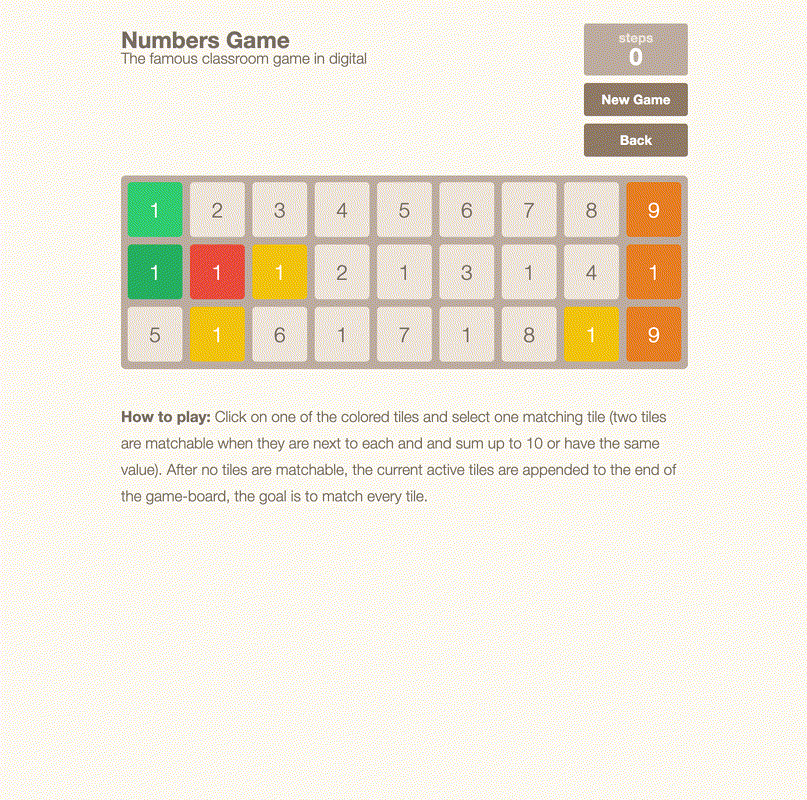 Numbers Game
The famous classroom game in digital
steps
0
New Game
Back
1 2 3 4 5 6 7 8 9
1 1 1 2 1 3 1 4 1
5 1 6 1 7 1 8 1 9
How to play: Click on one of the colored tiles and select one matching tile (two tiles
are matchable when they are next to each and and sum up to 10 or have the same
value). After no tiles are matchable, the current active tiles are appended to the end of
the game-board, the goal is to match every tile.